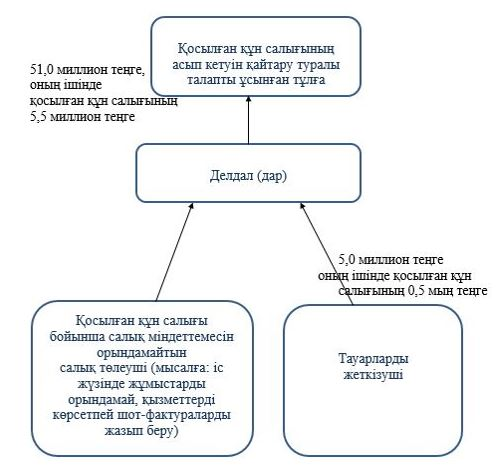 Қосылған құн салығының
асып кетуін қайтару туралы
талапты ұсынған тұлға
51,0 миллион теңге,
оның ішінде
қосылған құн салығының
5,5 миллион теңге
Делдал (дар)
5,0 миллион теңге
оның ішінде қосылған құн
салығының 0,5 мың теңге
Қосылған құн салығы
бойынша салық міндеттемесін
орындамайтын
салық төлеуші (мысалға: іс
жүзінде жұмыстарды
орындамай, қызметтерді
көрсетпей шот-фактураларды
жазып беру)
Тауарларды
жеткізуші